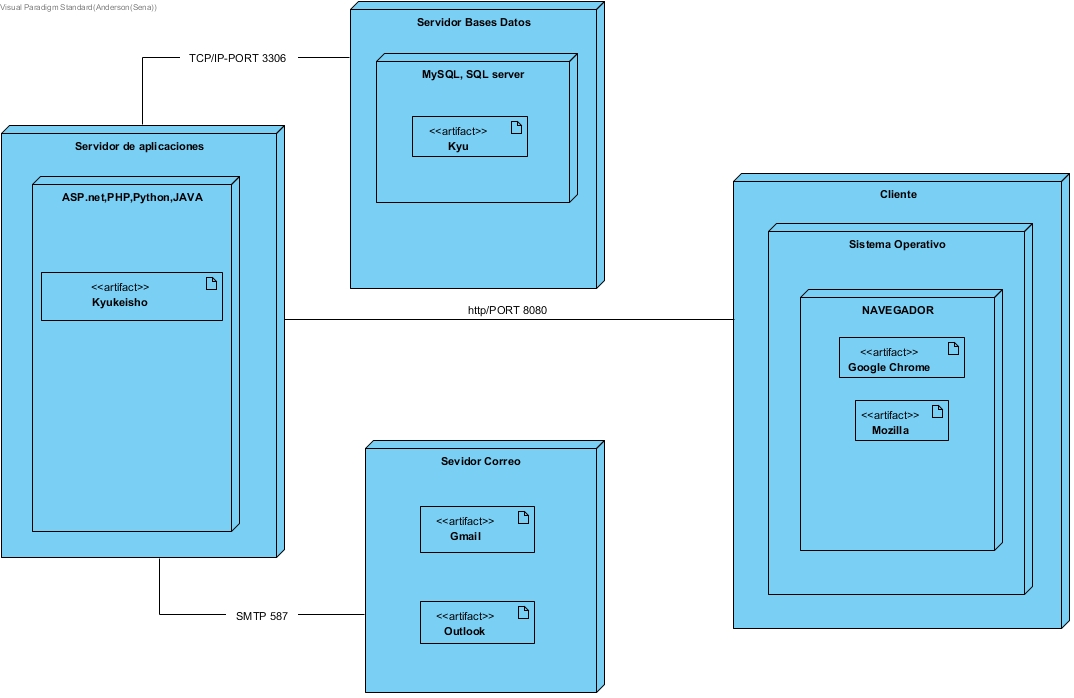 Visual Paradigm Standard(Anderson(Sena))
Servidor Bases Datos
TCP/IP-PORT 3306
MySQL, SQL server
<<artifact>>
Kyu
Servidor de aplicaciones
ASP.net,PHP,Python,JAVA
<<artifact>>
Kyukeisho
http/PORT 8080
Cliente
Sistema Operativo
NAVEGADOR
<<artifact>>
Google Chrome
<<artifact>>
Mozilla
Sevidor Correo
<<artifact>>
Gmail
<<artifact>>
Outlook
SMTP 587